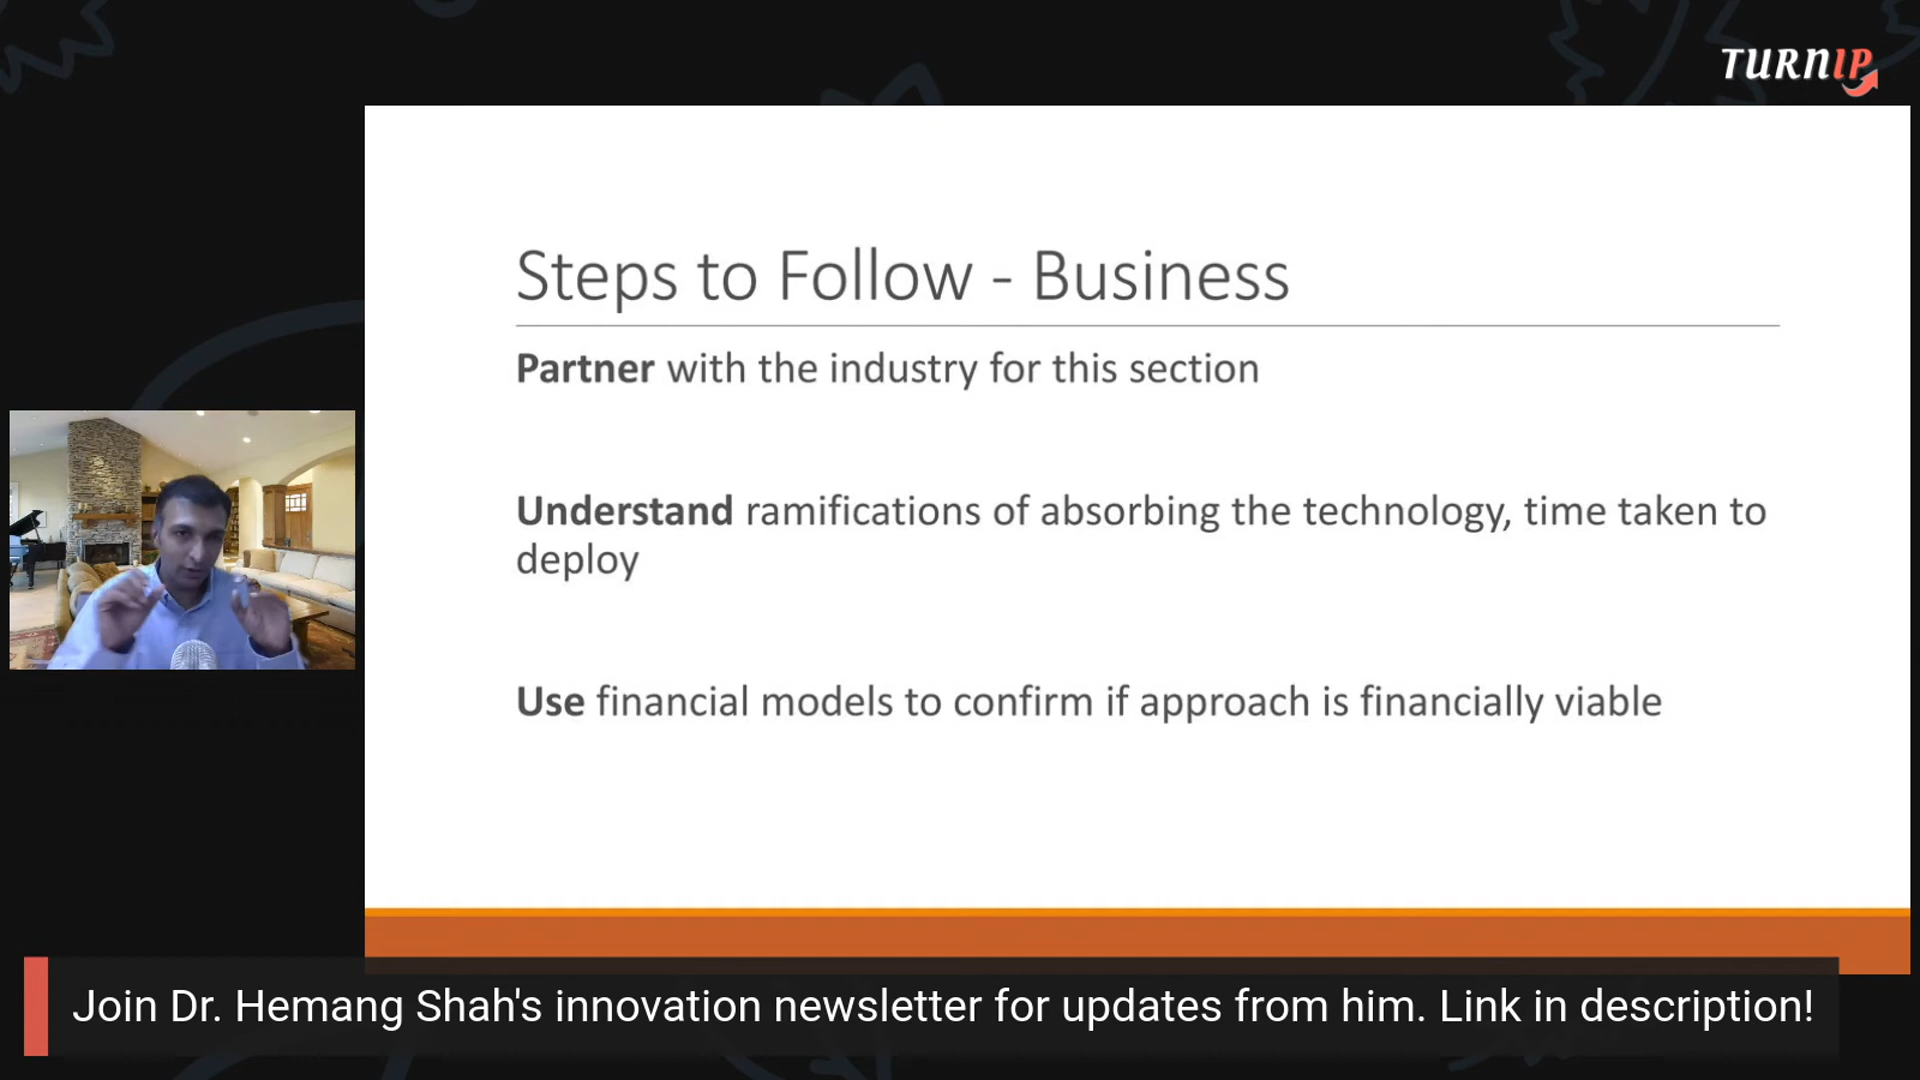 TURNIP
Steps to Follow - Business
Partner with the industry for this section
Understand ramifications of absorbing the technology, time taken to
deploy
Use financial models to confirm if approach is financially viable
Join Dr. Hemang Shah's innovation newsletter for updates from him. Link in description!